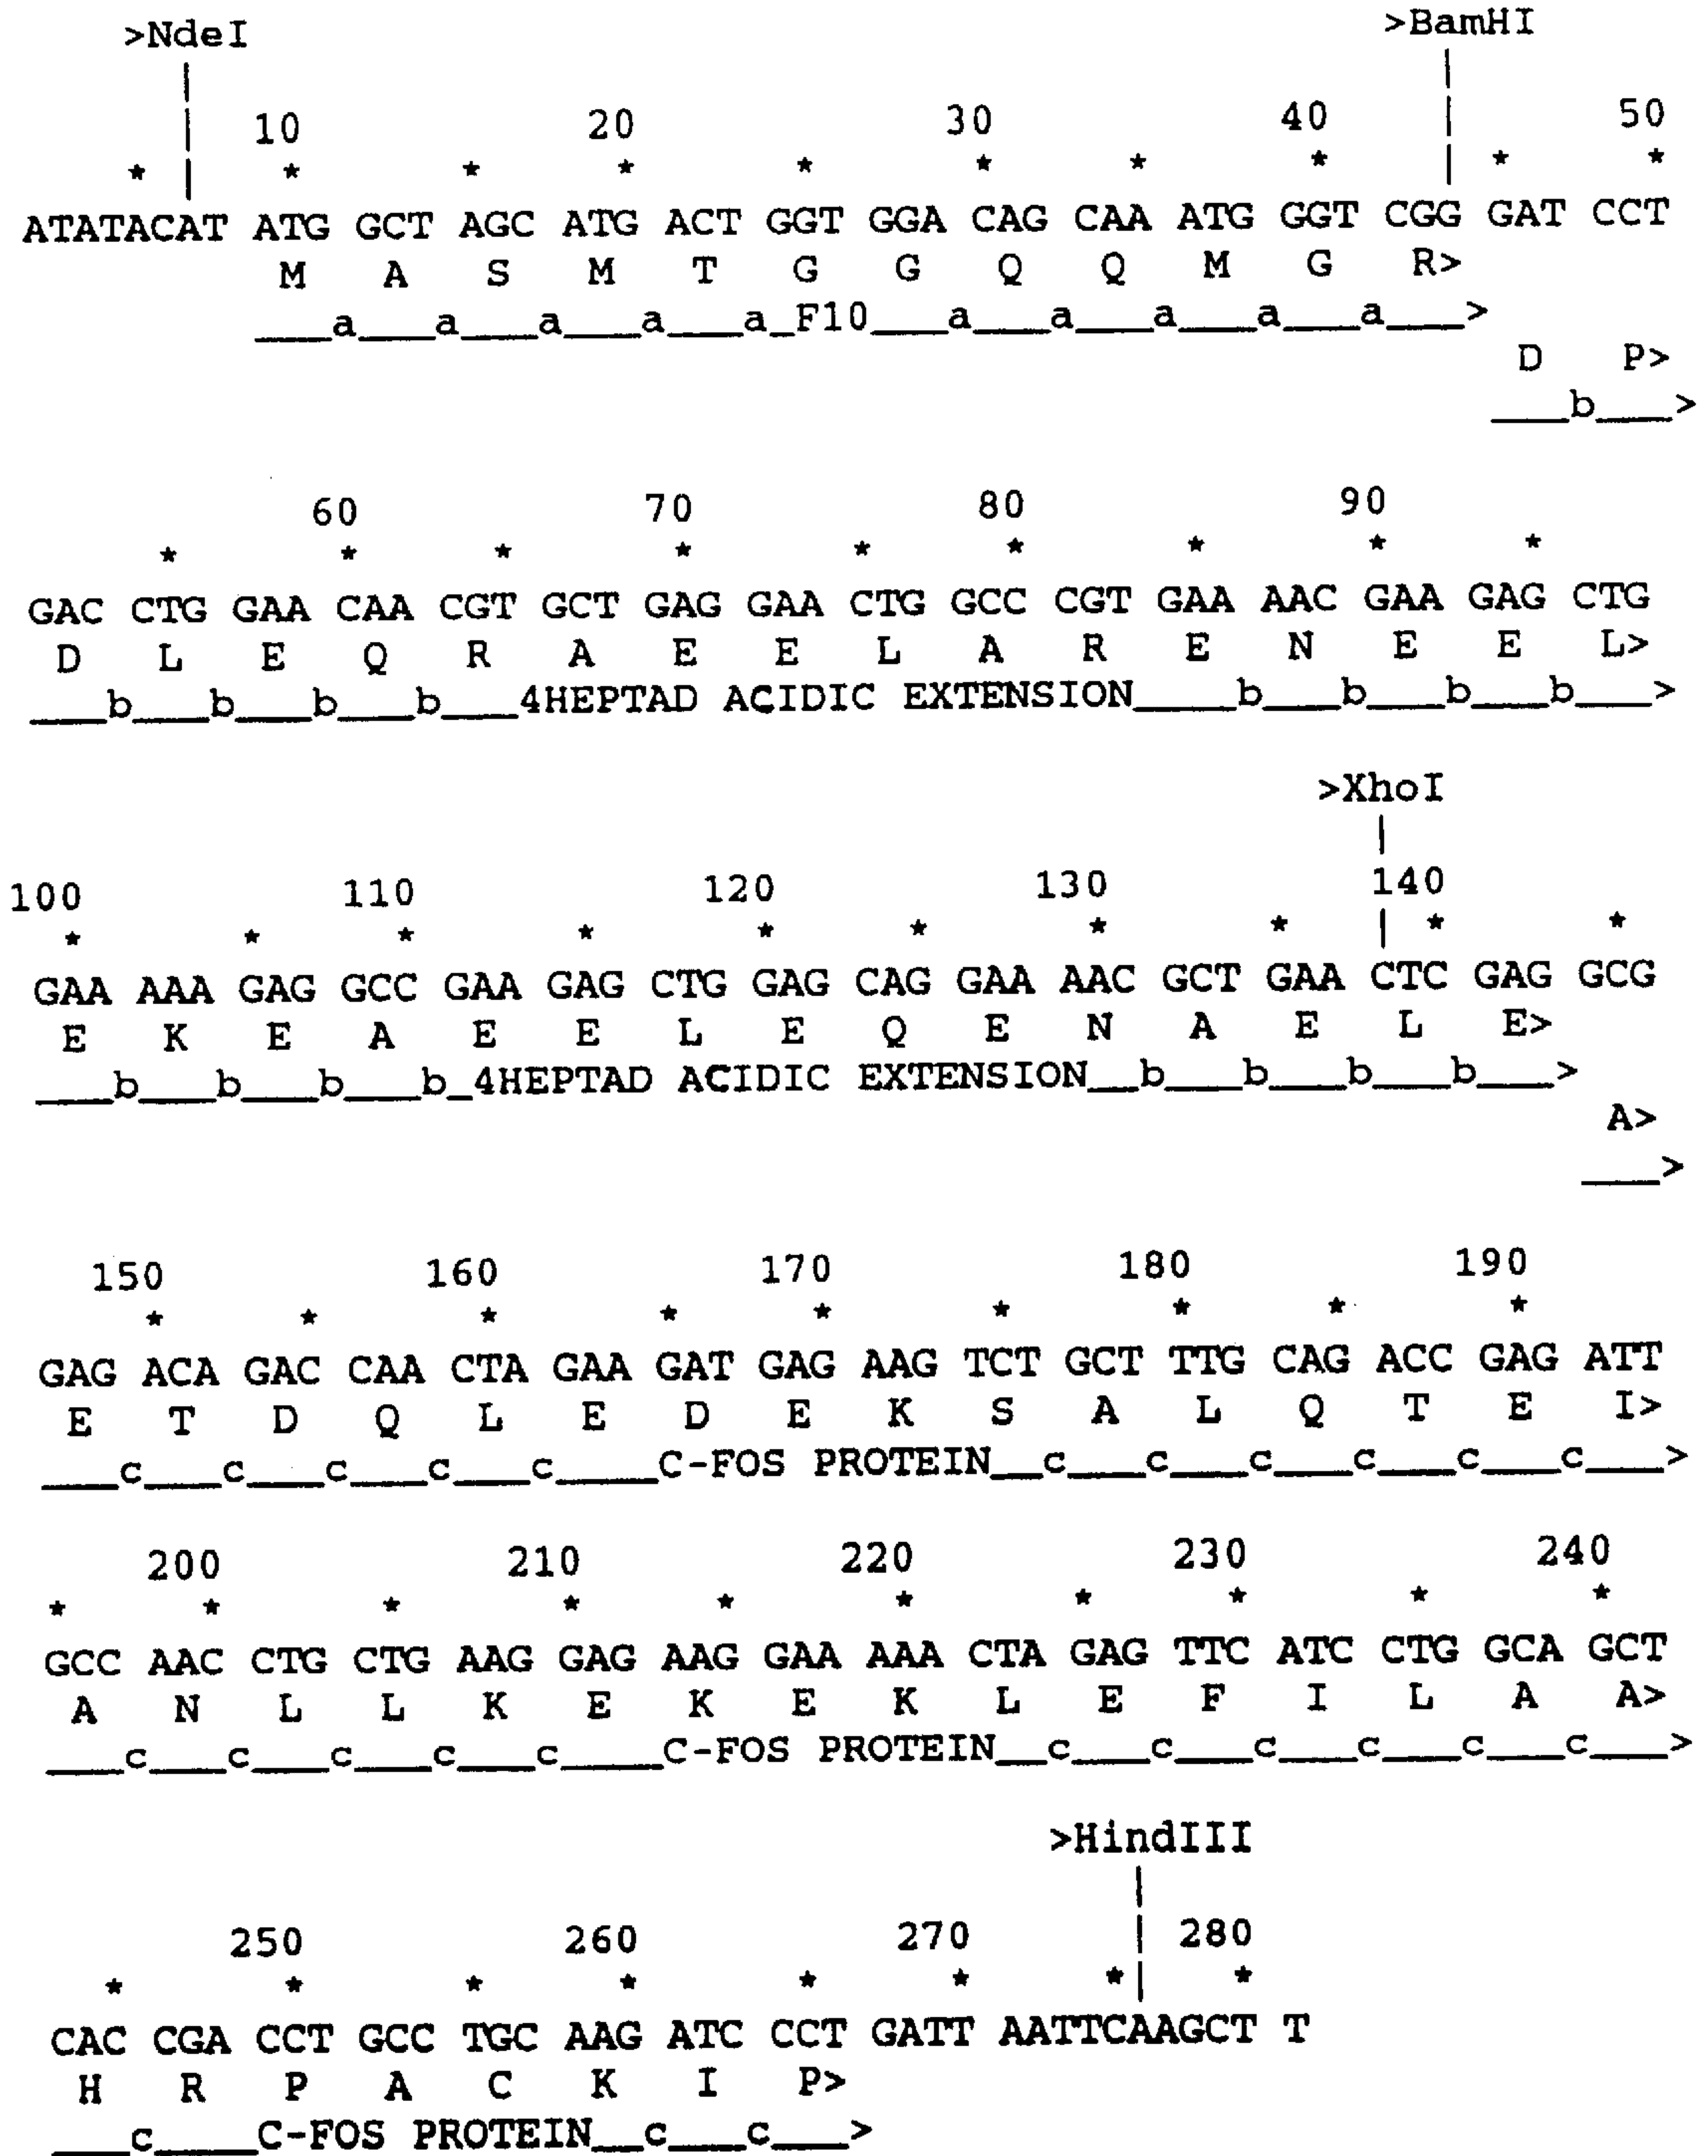 >NdeI >BamHI
10 20 30 40 50
* * * * * * * * * *
ATATACAT ATG GCT AGC ATG ACT GGT GGA CAG CAA ATG GGT CGG GAT CCT
M A S M T G G Q Q M G R>
___a___a___a___a___a_F10___a___a___a___a___a___>
D P>
___b___>
60 70 80 90
* * * * * * * * *
GAC CTG GAA CAA CGT GCT GAG GAA CTG GCC CGT GAA AAC GAA GAG CTG
D L E Q R A E E L A R E N E E L>
___b___b___b___b___4HEPTAD ACIDIC EXTENSION____b___b___b___b___>
>XhoI
100 110 120 130 140
* * * * * * * * * *
GAA AAA GAG GCC GAA GAG CTG GAG CAG GAA AAC GCT GAA CTC GAG GCG
E K E A E E L E Q E N A E L E>
___b___b___b___b_4HEPTAD ACIDIC EXTENSION__b___b___b___b___>
A>
___>
150 160 170 180 190
* * * * * * * * *
GAG ACA GAC CAA CTA GAA GAT GAG AAG TCT GCT TTG CAG ACC GAG ATT
E T D Q L E D E K S A L Q T E I>
___c___c___c___c___c____C-FOS PROTEIN__c___c___c___c___c___c___>
200 210 220 230 240
* * * * * * * * * *
GCC AAC CTG CTG AAG GAG AAG GAA AAA CTA GAG TTC ATC CTG GCA GCT
A N L L K E K E K L E F I L A A>
___c___c___c___c___c____C-FOS PROTEIN__c___c___c___c___c___c___>
>HindIII
250 260 270 280
* * * * * * * *
CAC CGA CCT GCC TGC AAG ATC CCT GATT AATTCAAGCT T
H R P A C K I P>
___c____C-FOS PROTEIN__c___c___>